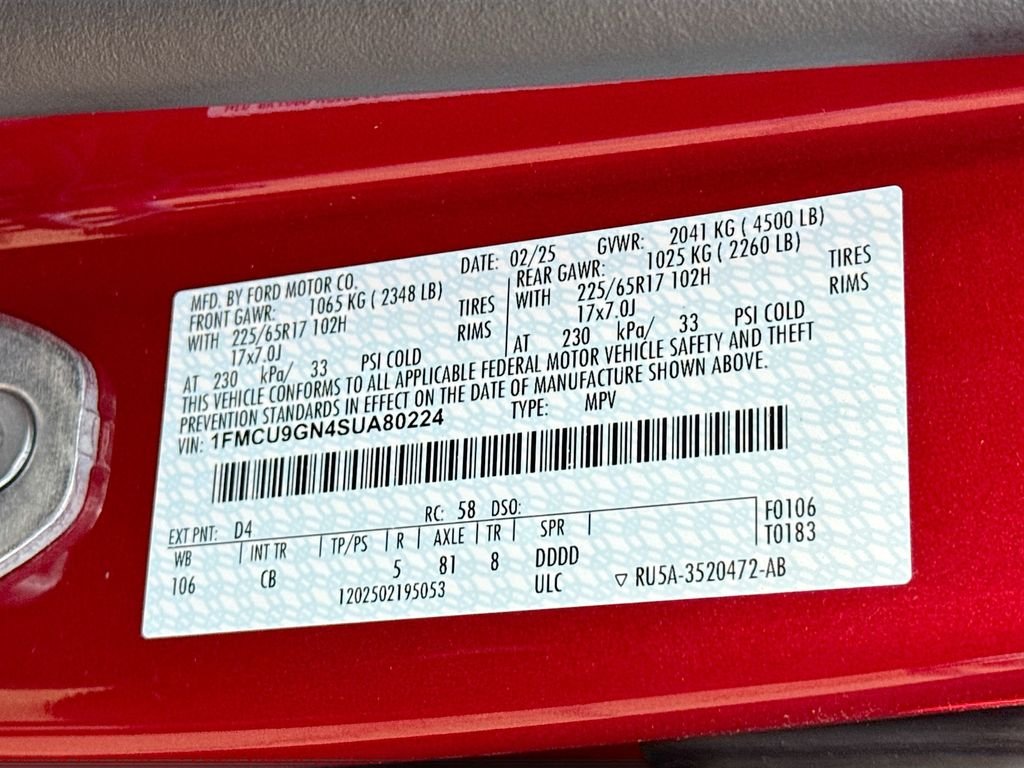 MFD. BY FORD MOTOR CO. DATE: 02/25 GVWR: 2041 KG ( 4500 LB)
FRONT GAWR: 1065 KG ( 2348 LB) REAR GAWR: 1025 KG ( 2260 LB)
WITH 225/65R17 102H TIRES WITH 225/65R17 102H TIRES
17x7.0J RIMS 17x7.0J RIMS
AT 230 kPa/ 33 PSI COLD AT 230 kPa/ 33 PSI COLD
THIS VEHICLE CONFORMS TO ALL APPLICABLE FEDERAL MOTOR VEHICLE SAFETY AND THEFT
PREVENTION STANDARDS IN EFFECT ON THE DATE OF MANUFACTURE SHOWN ABOVE.
VIN: 1FMCU9GN4SUA80224 TYPE: MPV
EXT PNT: D4 RC: 58 DSO: F0106
WB INT TR TP/PS R AXLE TR SPR T0183
106 CB 5 81 8 DDDD
1202502195053 ULC ▽ RU5A-3520472-AB